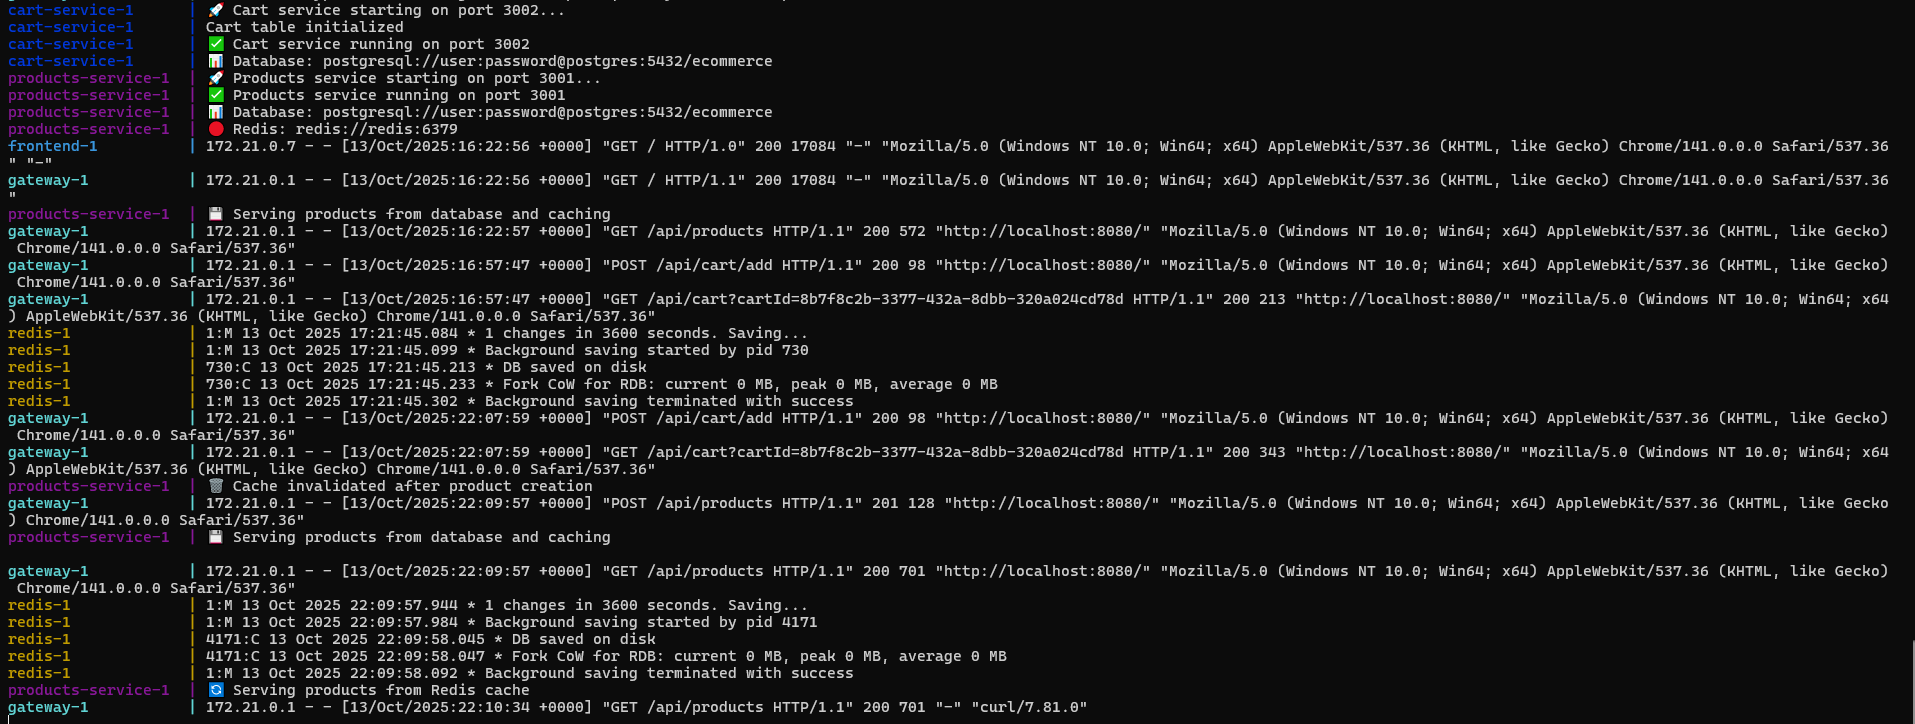 cart-service-1 | 🚀 Cart service starting on port 3002...
cart-service-1 | Cart table initialized
cart-service-1 | ✅ Cart service running on port 3002
cart-service-1 | 📊 Database: postgresql://user:password@postgres:5432/ecommerce
products-service-1 | 🚀 Products service starting on port 3001...
products-service-1 | ✅ Products service running on port 3001
products-service-1 | 📊 Database: postgresql://user:password@postgres:5432/ecommerce
products-service-1 | 🔴 Redis: redis://redis:6379
frontend-1 | 172.21.0.7 - - [13/Oct/2025:16:22:56 +0000] "GET / HTTP/1.0" 200 17084 "-" "Mozilla/5.0 (Windows NT 10.0; Win64; x64) AppleWebKit/537.36 (KHTML, like Gecko) Chrome/141.0.0.0 Safari/537.36
" "-"
gateway-1 | 172.21.0.1 - - [13/Oct/2025:16:22:56 +0000] "GET / HTTP/1.1" 200 17084 "-" "Mozilla/5.0 (Windows NT 10.0; Win64; x64) AppleWebKit/537.36 (KHTML, like Gecko) Chrome/141.0.0.0 Safari/537.36
"
products-service-1 | 💾 Serving products from database and caching
gateway-1 | 172.21.0.1 - - [13/Oct/2025:16:22:57 +0000] "GET /api/products HTTP/1.1" 200 572 "http://localhost:8080/" "Mozilla/5.0 (Windows NT 10.0; Win64; x64) AppleWebKit/537.36 (KHTML, like Gecko)
Chrome/141.0.0.0 Safari/537.36"
gateway-1 | 172.21.0.1 - - [13/Oct/2025:16:57:47 +0000] "POST /api/cart/add HTTP/1.1" 200 98 "http://localhost:8080/" "Mozilla/5.0 (Windows NT 10.0; Win64; x64) AppleWebKit/537.36 (KHTML, like Gecko)
Chrome/141.0.0.0 Safari/537.36"
gateway-1 | 172.21.0.1 - - [13/Oct/2025:16:57:47 +0000] "GET /api/cart?cartId=8b7f8c2b-3377-432a-8dbb-320a024cd78d HTTP/1.1" 200 213 "http://localhost:8080/" "Mozilla/5.0 (Windows NT 10.0; Win64; x64
) AppleWebKit/537.36 (KHTML, like Gecko) Chrome/141.0.0.0 Safari/537.36"
redis-1 | 1:M 13 Oct 2025 17:21:45.084 * 1 changes in 3600 seconds. Saving...
redis-1 | 1:M 13 Oct 2025 17:21:45.099 * Background saving started by pid 730
redis-1 | 730:C 13 Oct 2025 17:21:45.213 * DB saved on disk
redis-1 | 730:C 13 Oct 2025 17:21:45.233 * Fork CoW for RDB: current 0 MB, peak 0 MB, average 0 MB
redis-1 | 1:M 13 Oct 2025 17:21:45.302 * Background saving terminated with success
gateway-1 | 172.21.0.1 - - [13/Oct/2025:22:07:59 +0000] "POST /api/cart/add HTTP/1.1" 200 98 "http://localhost:8080/" "Mozilla/5.0 (Windows NT 10.0; Win64; x64) AppleWebKit/537.36 (KHTML, like Gecko)
Chrome/141.0.0.0 Safari/537.36"
gateway-1 | 172.21.0.1 - - [13/Oct/2025:22:07:59 +0000] "GET /api/cart?cartId=8b7f8c2b-3377-432a-8dbb-320a024cd78d HTTP/1.1" 200 343 "http://localhost:8080/" "Mozilla/5.0 (Windows NT 10.0; Win64; x64
) AppleWebKit/537.36 (KHTML, like Gecko) Chrome/141.0.0.0 Safari/537.36"
products-service-1 | 🗑️ Cache invalidated after product creation
gateway-1 | 172.21.0.1 - - [13/Oct/2025:22:09:57 +0000] "POST /api/products HTTP/1.1" 201 128 "http://localhost:8080/" "Mozilla/5.0 (Windows NT 10.0; Win64; x64) AppleWebKit/537.36 (KHTML, like Gecko
) Chrome/141.0.0.0 Safari/537.36"
products-service-1 | 💾 Serving products from database and caching
gateway-1 | 172.21.0.1 - - [13/Oct/2025:22:09:57 +0000] "GET /api/products HTTP/1.1" 200 701 "http://localhost:8080/" "Mozilla/5.0 (Windows NT 10.0; Win64; x64) AppleWebKit/537.36 (KHTML, like Gecko)
Chrome/141.0.0.0 Safari/537.36"
redis-1 | 1:M 13 Oct 2025 22:09:57.944 * 1 changes in 3600 seconds. Saving...
redis-1 | 1:M 13 Oct 2025 22:09:57.984 * Background saving started by pid 4171
redis-1 | 4171:C 13 Oct 2025 22:09:58.045 * DB saved on disk
redis-1 | 4171:C 13 Oct 2025 22:09:58.047 * Fork CoW for RDB: current 0 MB, peak 0 MB, average 0 MB
redis-1 | 1:M 13 Oct 2025 22:09:58.092 * Background saving terminated with success
products-service-1 | 🔄 Serving products from Redis cache
gateway-1 | 172.21.0.1 - - [13/Oct/2025:22:10:34 +0000] "GET /api/products HTTP/1.1" 200 701 "-" "curl/7.81.0"